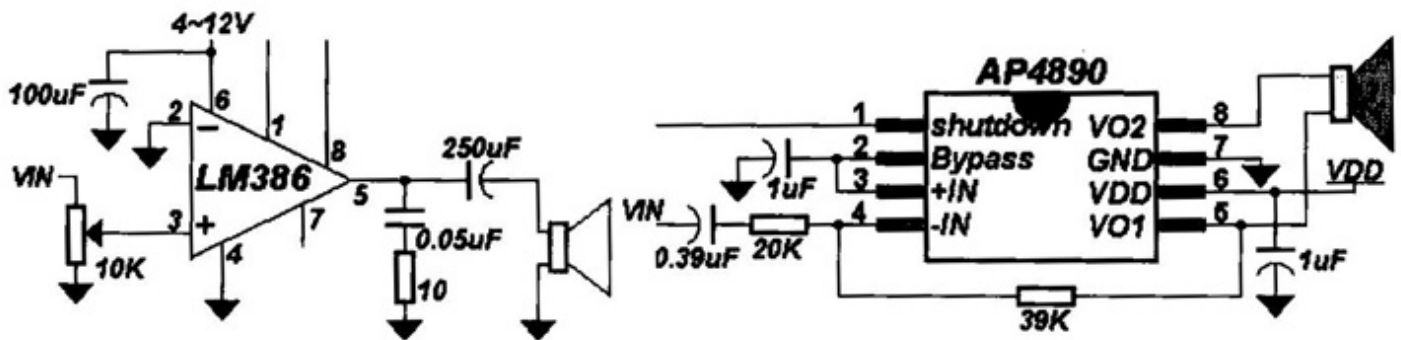 4~12V
100uF
2
6
1
8
LM386
5
250uF
VIN
3
7
10K
4
0.05uF
10
AP4890
1
shutdown
VO2
8
2
Bypass
GND
7
1uF
3
+IN
VDD
6
VDD
VIN
4
-IN
VO1
5
0.39uF
20K
1uF
39K